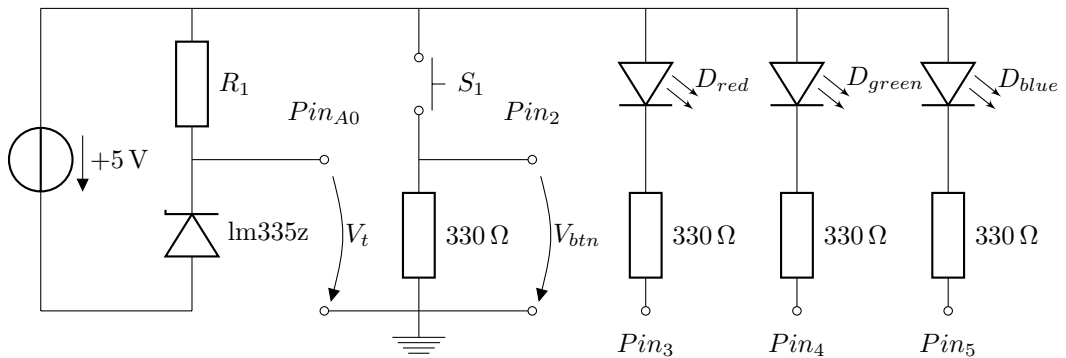 +5 V
R1
lm335z
PinA0
Vt
S1
330 Ω
Pin2
Vbtn
Dred
330 Ω
Pin3
Dgreen
330 Ω
Pin4
Dblue
330 Ω
Pin5